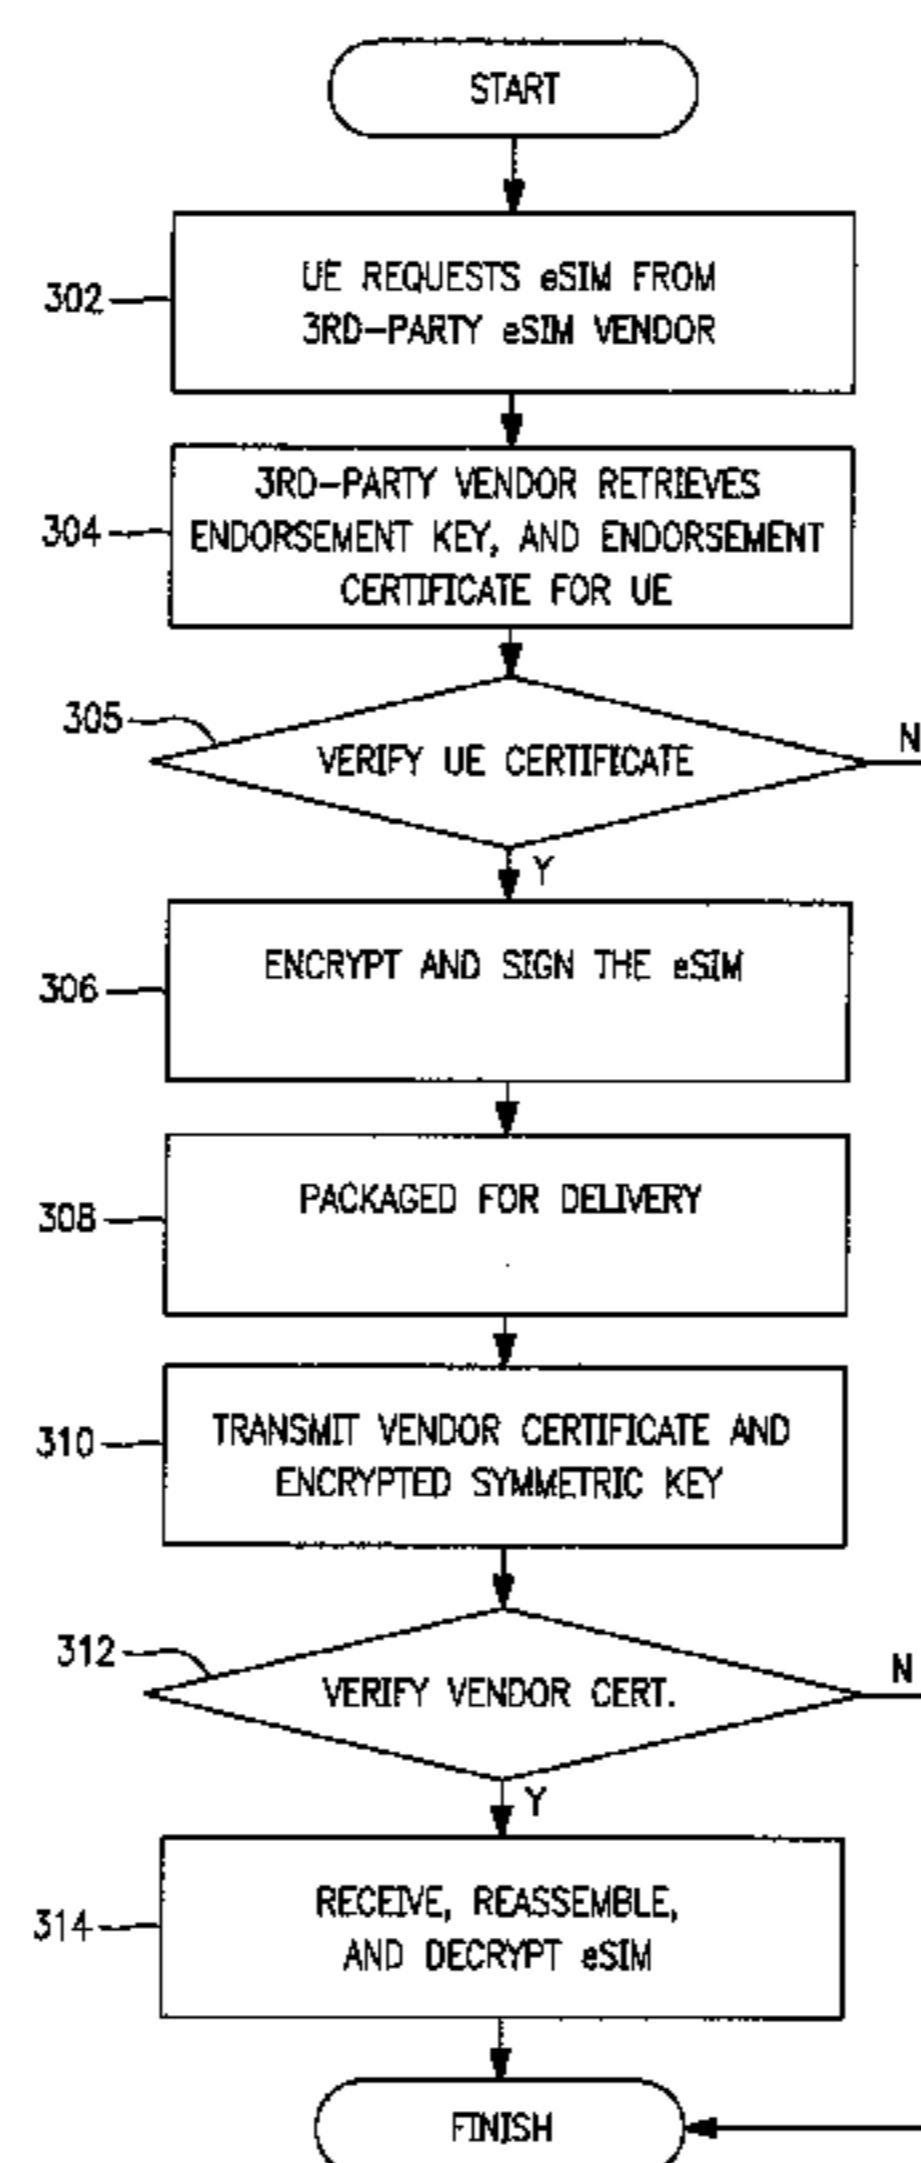 START
302
UE REQUESTS eSIM FROM
3RD-PARTY eSIM VENDOR
304
3RD-PARTY VENDOR RETRIEVES
ENDORSEMENT KEY, AND ENDORSEMENT
CERTIFICATE FOR UE
305
VERIFY UE CERTIFICATE
N
Y
306
ENCRYPT AND SIGN THE eSIM
308
PACKAGED FOR DELIVERY
310
TRANSMIT VENDOR CERTIFICATE AND
ENCRYPTED SYMMETRIC KEY
312
VERIFY VENDOR CERT.
N
Y
314
RECEIVE, REASSEMBLE,
AND DECRYPT eSIM
FINISH